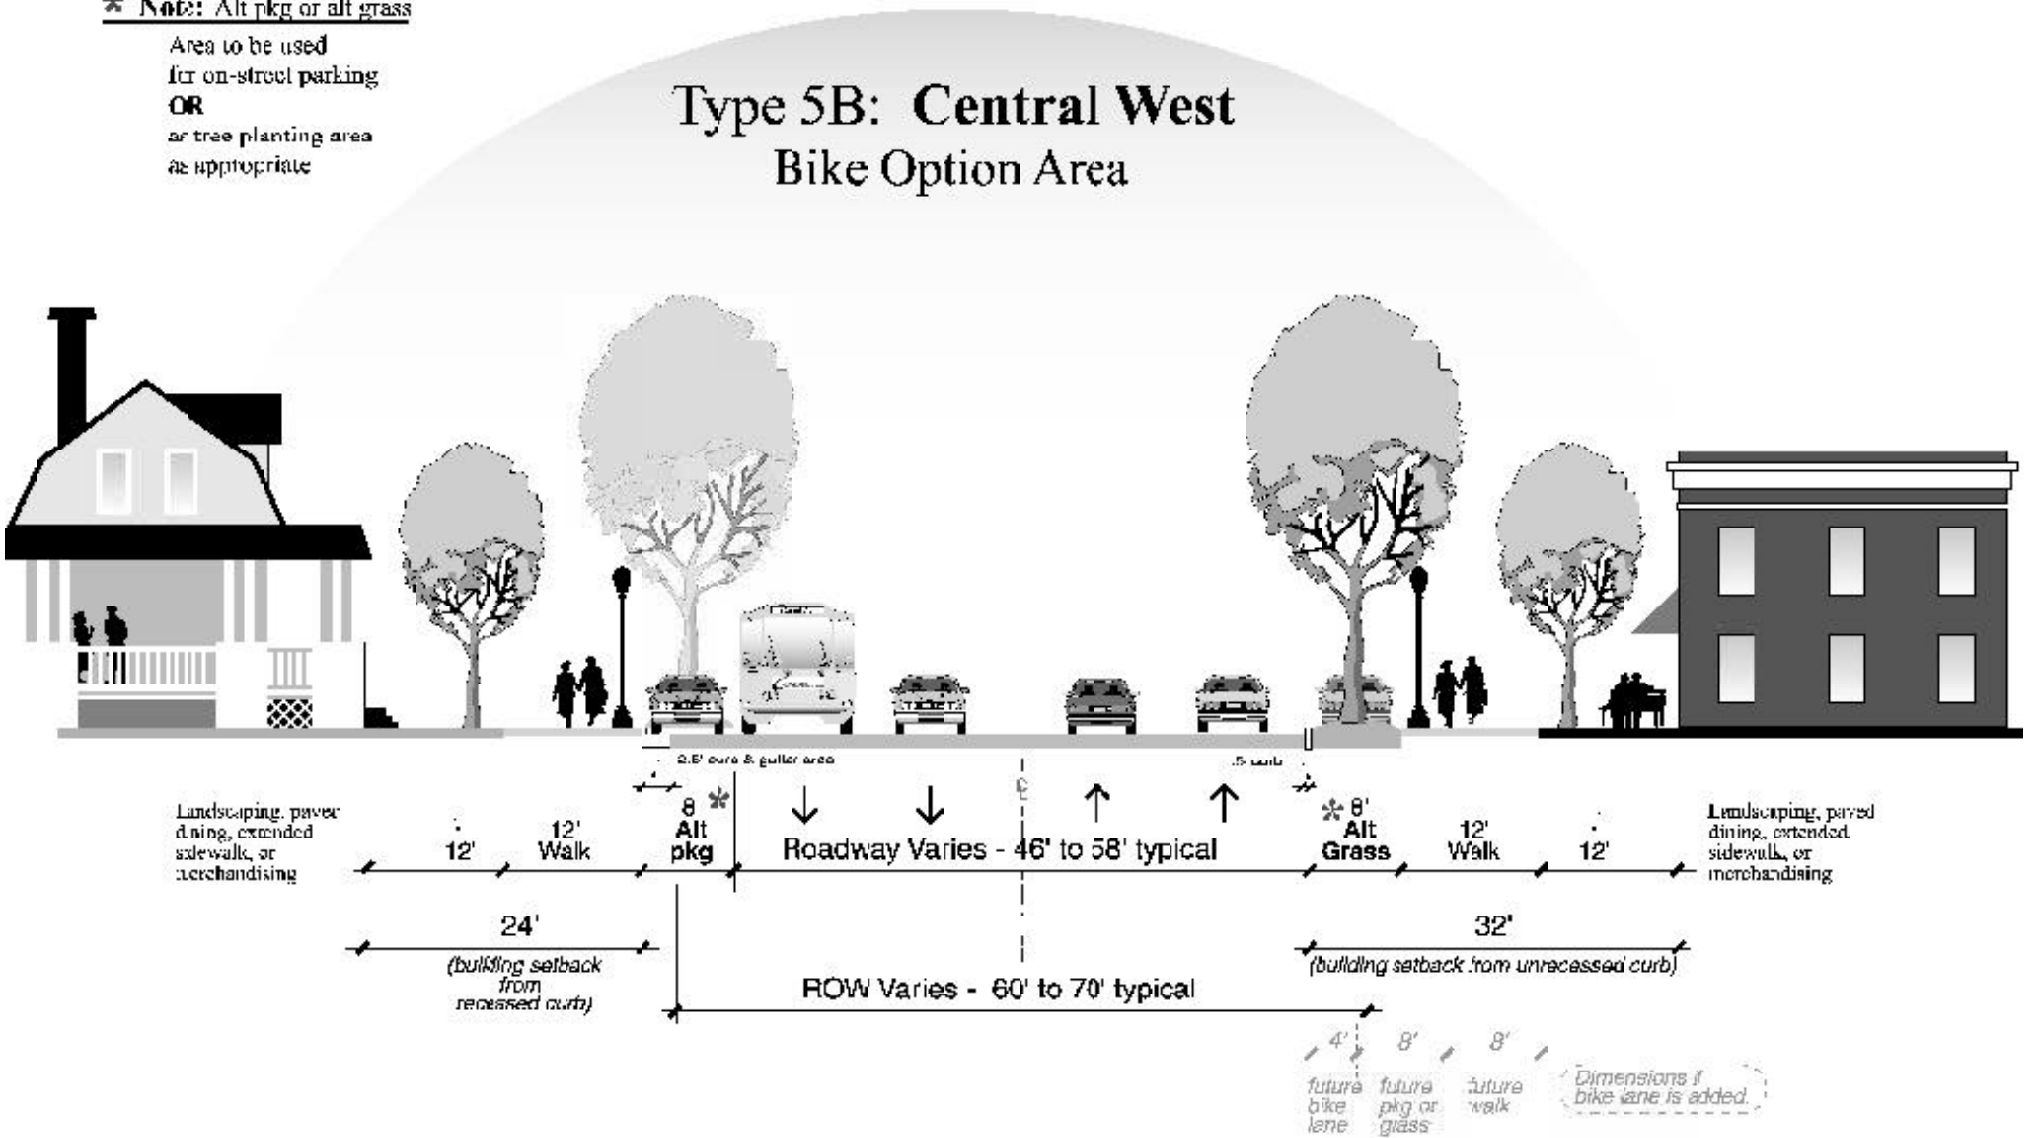 * Note: Alt pkg or alt grass
Area to be used
for on-street parking
OR
as tree planting area
as appropriate
Type 5B: Central West
Bike Option Area
2.5' curb & gutter area
.5 curb
Landscaping, paved
dining, extended
sidewalk, or
merchandising
12'
12'
Walk
8 *
Alt
pkg
Roadway Varies - 46' to 58' typical
* 8'
Alt
Grass
12'
Walk
12'
Landscaping, paved
dining, extended
sidewalk, or
merchandising
24'
(building setback
from
recessed curb)
32'
(building setback from unrecessed curb)
ROW Varies - 60' to 70' typical
4'
future
bike
lane
8'
future
pkg or
grass
8'
future
walk
Dimensions if
bike lane is added.